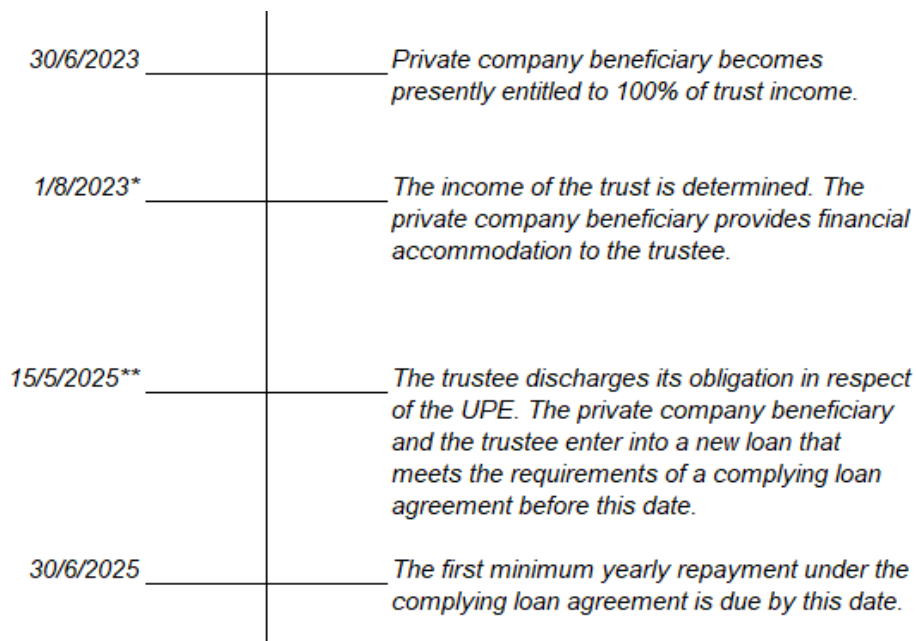 30/6/2023 Private company beneficiary becomes
presently entitled to 100% of trust income.
1/8/2023* The income of the trust is determined. The
private company beneficiary provides financial
accommodation to the trustee.
15/5/2025** The trustee discharges its obligation in respect
of the UPE. The private company beneficiary
and the trustee enter into a new loan that
meets the requirements of a complying loan
agreement before this date.
30/6/2025 The first minimum yearly repayment under the
complying loan agreement is due by this date.